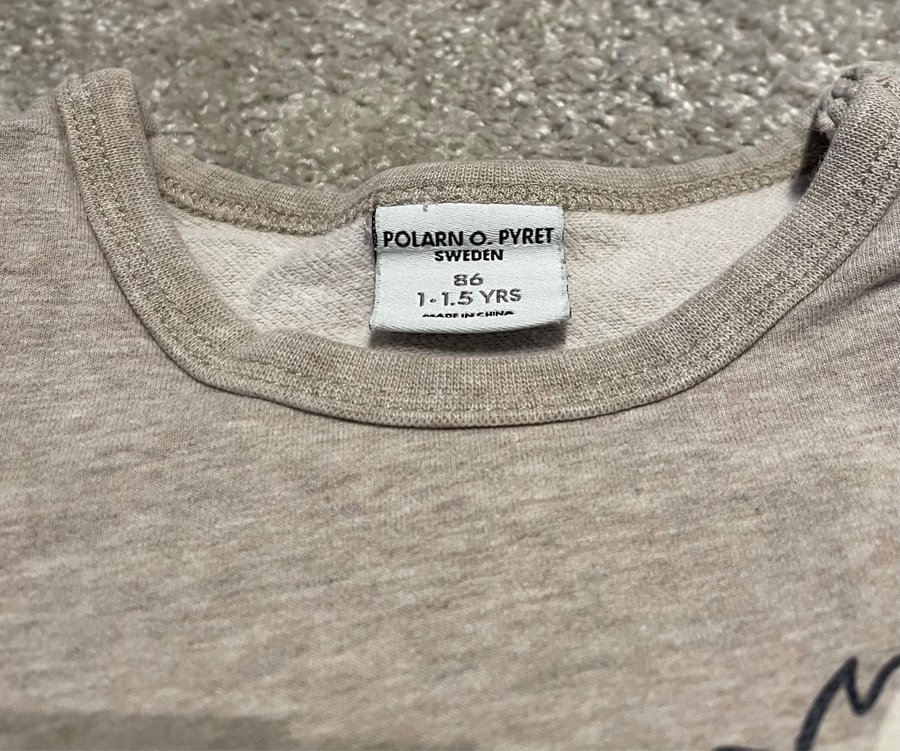 POLARN O. PYRET
SWEDEN
86
1-1.5 YRS
MADE IN CHINA